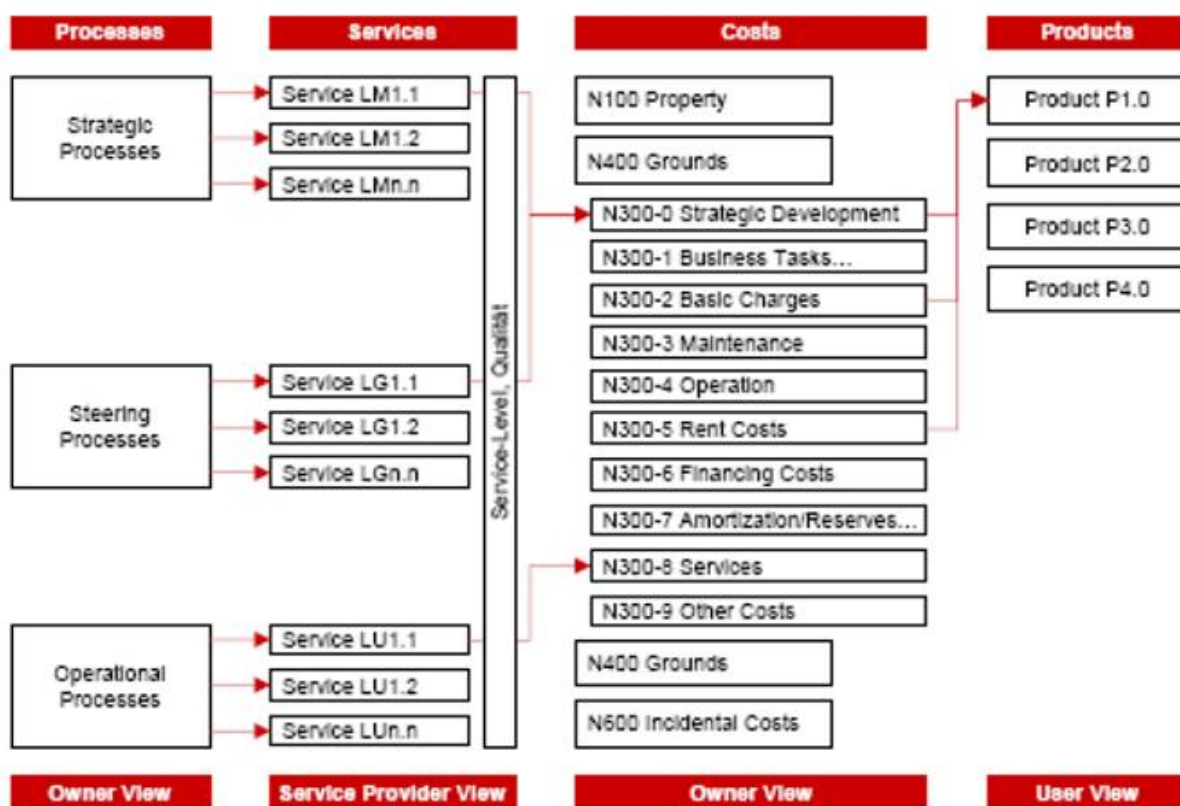 Processes
Services
Costs
Products
Strategic
Processes
Service LM1.1
Service LM1.2
Service LMn.n
Steering
Processes
Service LG1.1
Service LG1.2
Service LGn.n
Operational
Processes
Service LU1.1
Service LU1.2
Service LUn.n
Service-Level, Qualität
N100 Property
N400 Grounds
N300-0 Strategic Development
N300-1 Business Tasks...
N300-2 Basic Charges
N300-3 Maintenance
N300-4 Operation
N300-5 Rent Costs
N300-6 Financing Costs
N300-7 Amortization/Reserves...
N300-8 Services
N300-9 Other Costs
N400 Grounds
N600 Incidental Costs
Product P1.0
Product P2.0
Product P3.0
Product P4.0
Owner View
Service Provider View
Owner View
User View